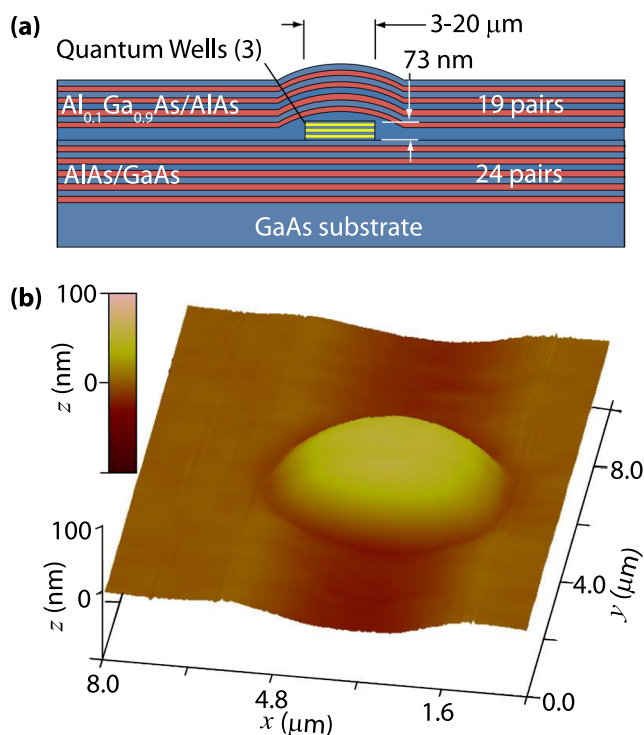 (a)
3-20 μm
Quantum Wells (3)
73 nm
Al0.1Ga0.9As/AlAs
19 pairs
AlAs/GaAs
24 pairs
GaAs substrate
(b)
100
0
z (nm)
100
0
z (nm)
8.0
4.8
1.6
x (μm)
0.0
4.0
8.0
y (μm)